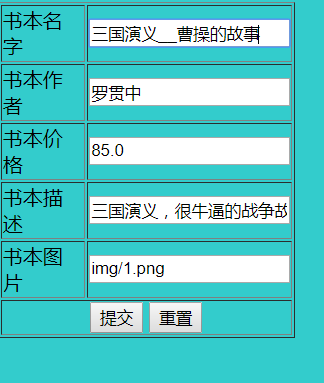 书本名
字
三国演义__曹操的故事
书本作
者
罗贯中
书本价
格
85.0
书本描
述
三国演义，很牛逼的战争故
书本图
片
img/1.png
提交 重置